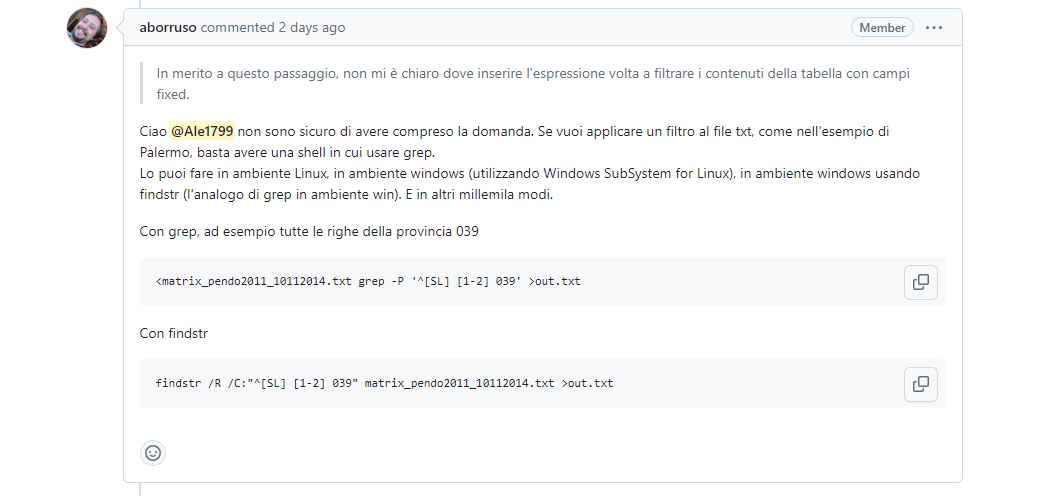 aborruso commented 2 days ago
Member
In merito a questo passaggio, non mi è chiaro dove inserire l'espressione volta a filtrare i contenuti della tabella con campi
fixed.
Ciao @Ale1799 non sono sicuro di avere compreso la domanda. Se vuoi applicare un filtro al file txt, come nell'esempio di
Palermo, basta avere una shell in cui usare grep.
Lo puoi fare in ambiente Linux, in ambiente windows (utilizzando Windows SubSystem for Linux), in ambiente windows usando
findstr (l'analogo di grep in ambiente win). E in altri millemila modi.
Con grep, ad esempio tutte le righe della provincia 039
<matrix_pendo2011_10112014.txt grep -P '^[SL] [1-2] 039' >out.txt
Con findstr
findstr /R /C:"^[SL] [1-2] 039" matrix_pendo2011_10112014.txt >out.txt